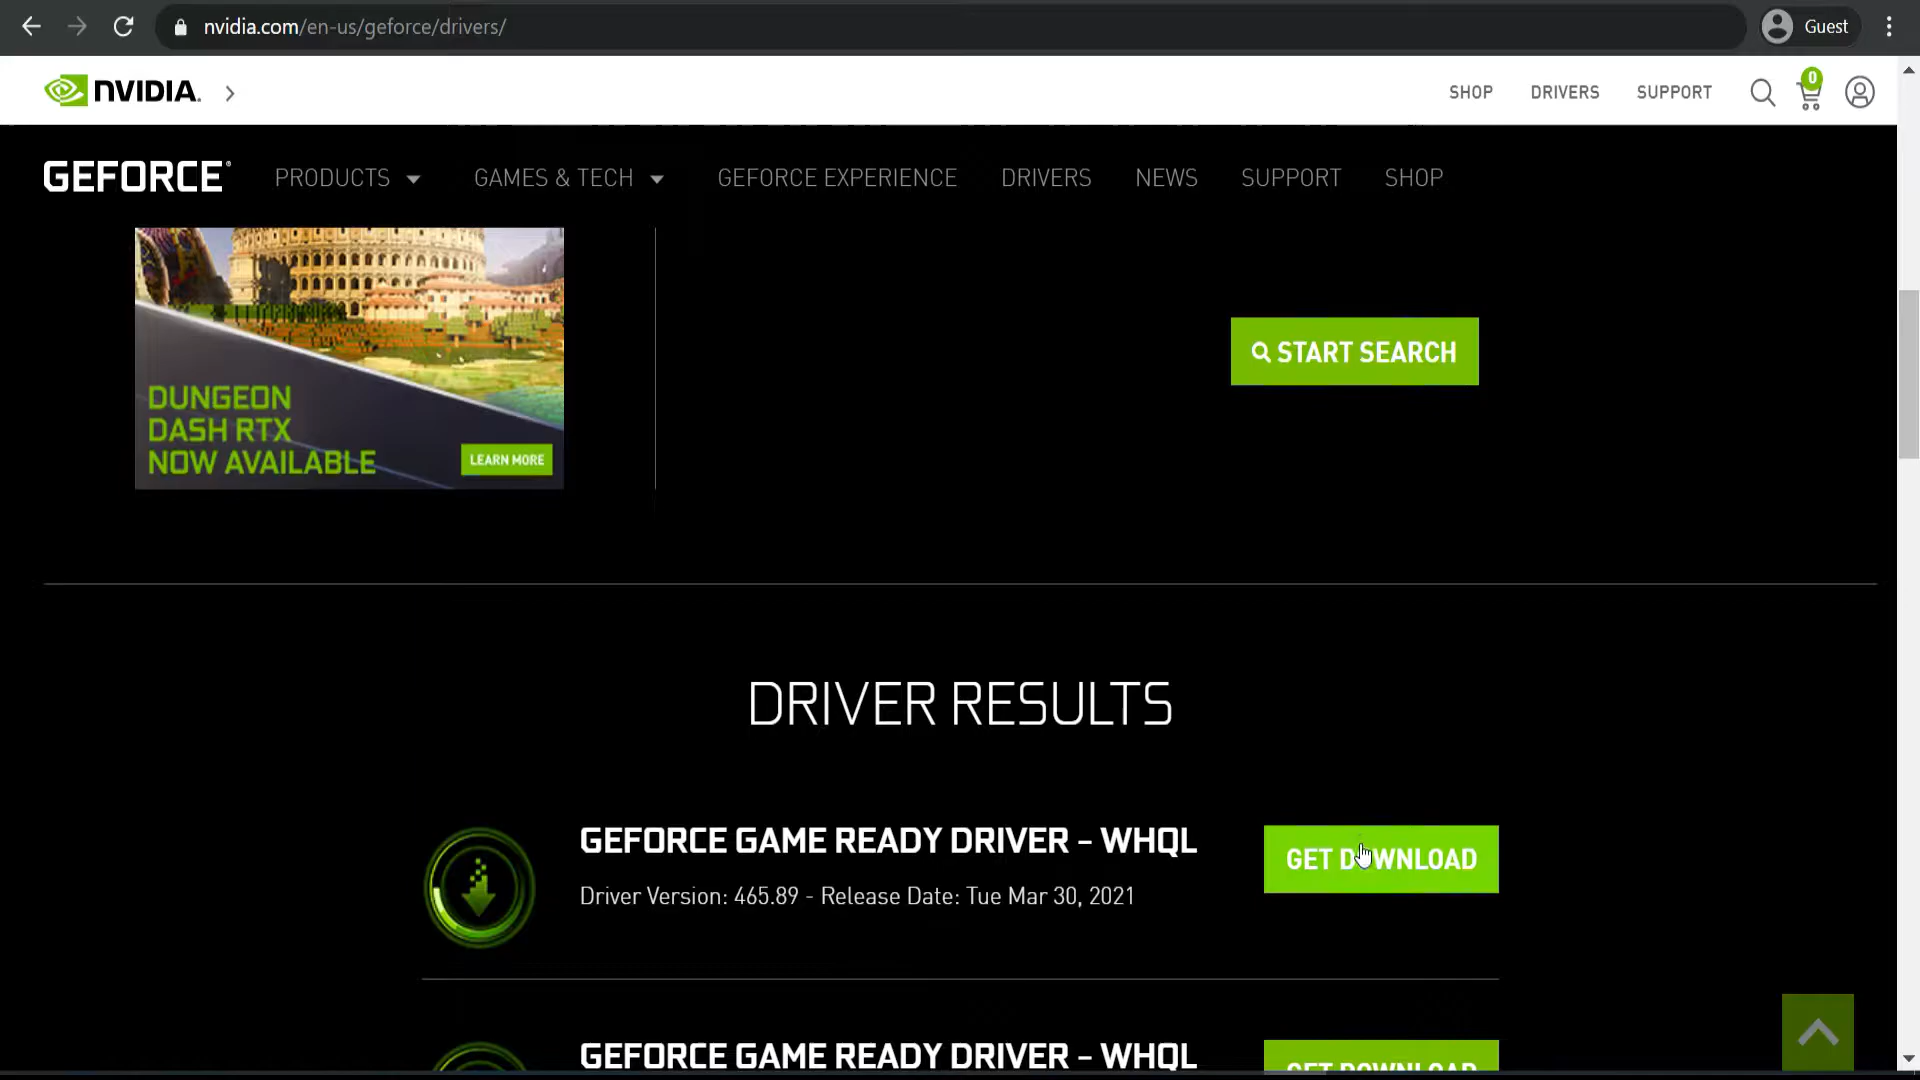 nvidia.com/en-us/geforce/drivers/
Guest
NVIDIA.
SHOP
DRIVERS
SUPPORT
0
GEFORCE®
PRODUCTS
GAMES & TECH
GEFORCE EXPERIENCE
DRIVERS
NEWS
SUPPORT
SHOP
DUNGEON
DASH RTX
NOW AVAILABLE
LEARN MORE
START SEARCH
DRIVER RESULTS
GEFORCE GAME READY DRIVER - WHQL
GET DOWNLOAD
Driver Version: 465.89 - Release Date: Tue Mar 30, 2021
GEFORCE GAME READY DRIVER - WHQL
GET DOWNLOAD